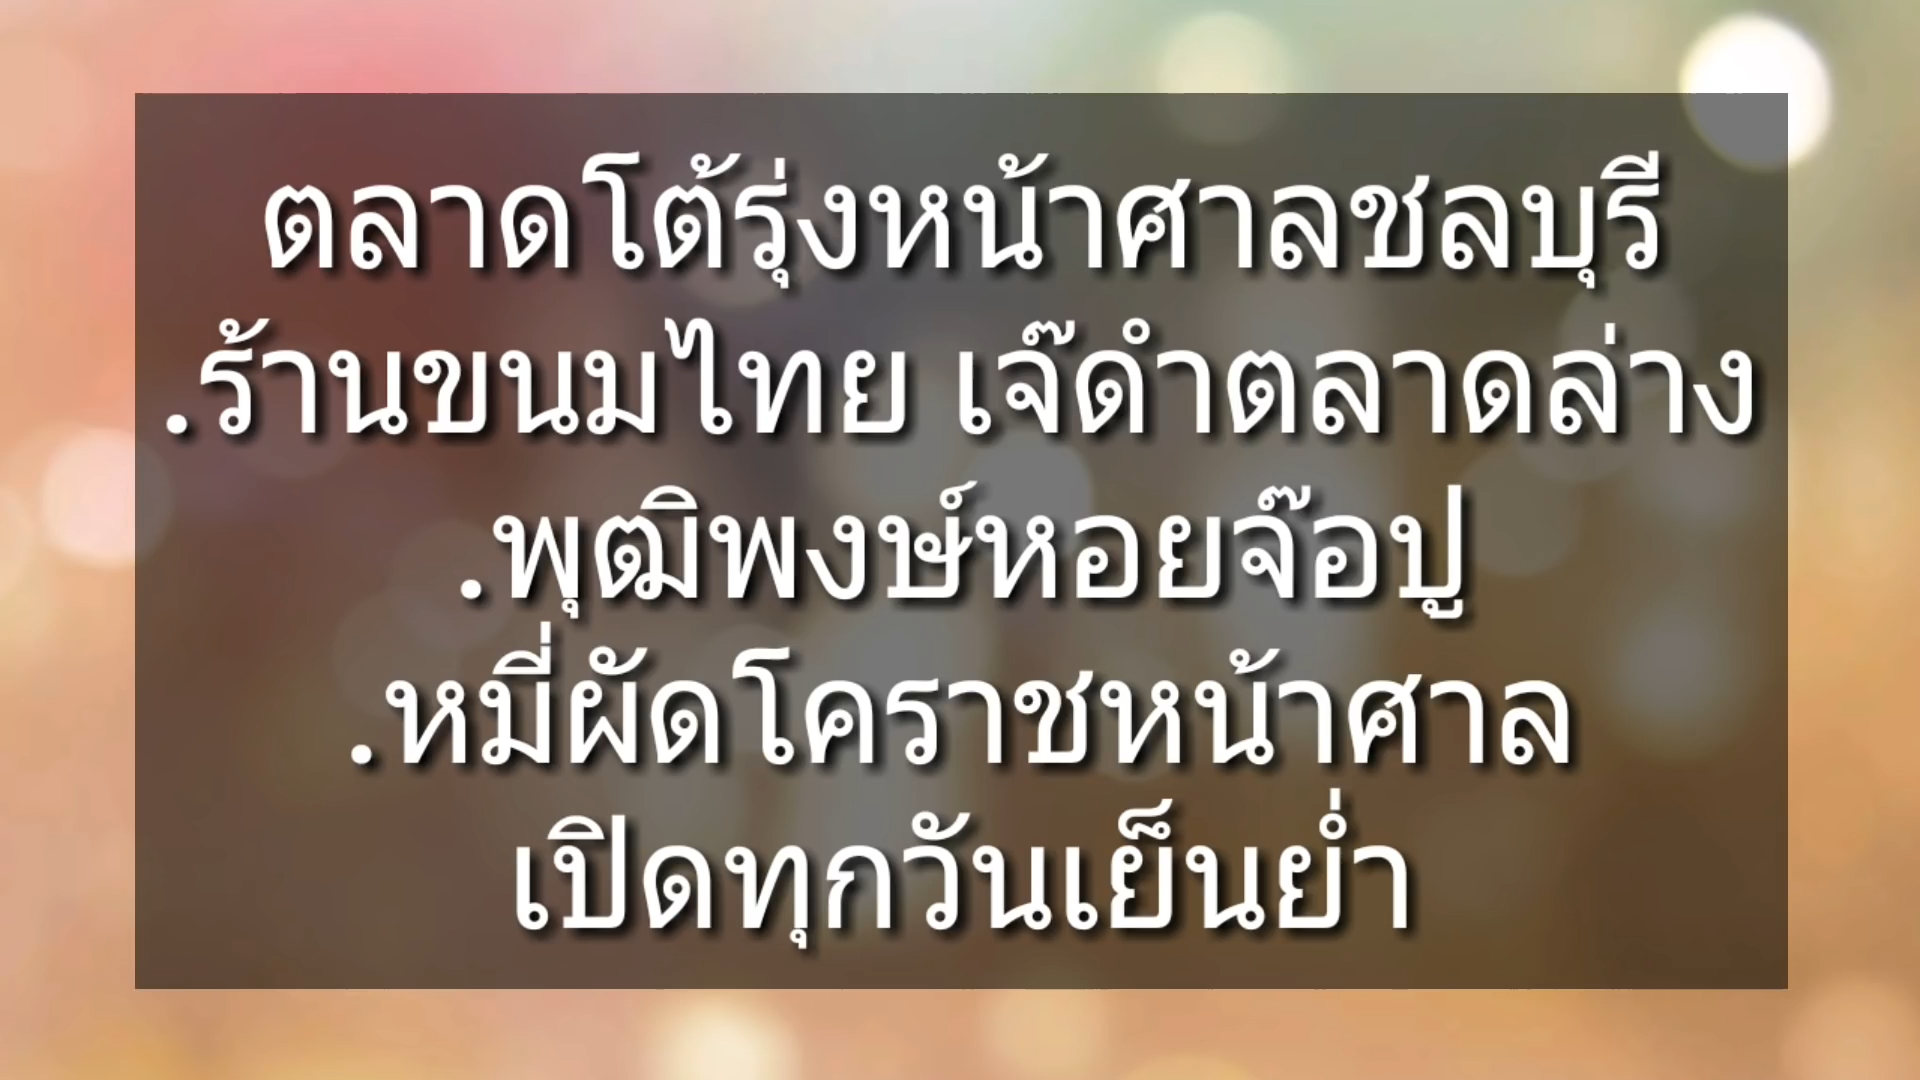 ตลาดโต้รุ่งหน้าศาลชลบุรี
.ร้านขนมไทย เจ๊ดำตลาดล่าง
.พุฒิพงษ์หอยจ๊อปู
.หมี่ผัดโคราชหน้าศาล
เปิดทุกวันเย็นย่ำ